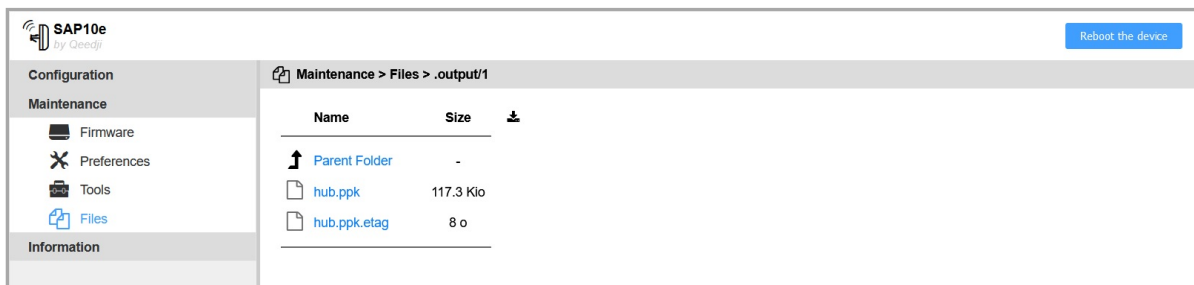 SAP10e
by Qeedji
Reboot the device
Configuration
Maintenance
Firmware
Preferences
Tools
Files
Information
Maintenance > Files > .output/1
Name Size
Parent Folder -
hub.ppk 117.3 Kio
hub.ppk.etag 8 o